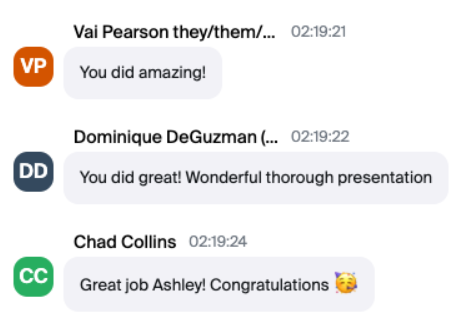 Vai Pearson they/them/... 02:19:21
VP
You did amazing!
Dominique DeGuzman (... 02:19:22
DD
You did great! Wonderful thorough presentation
Chad Collins 02:19:24
CC
Great job Ashley! Congratulations 🥳